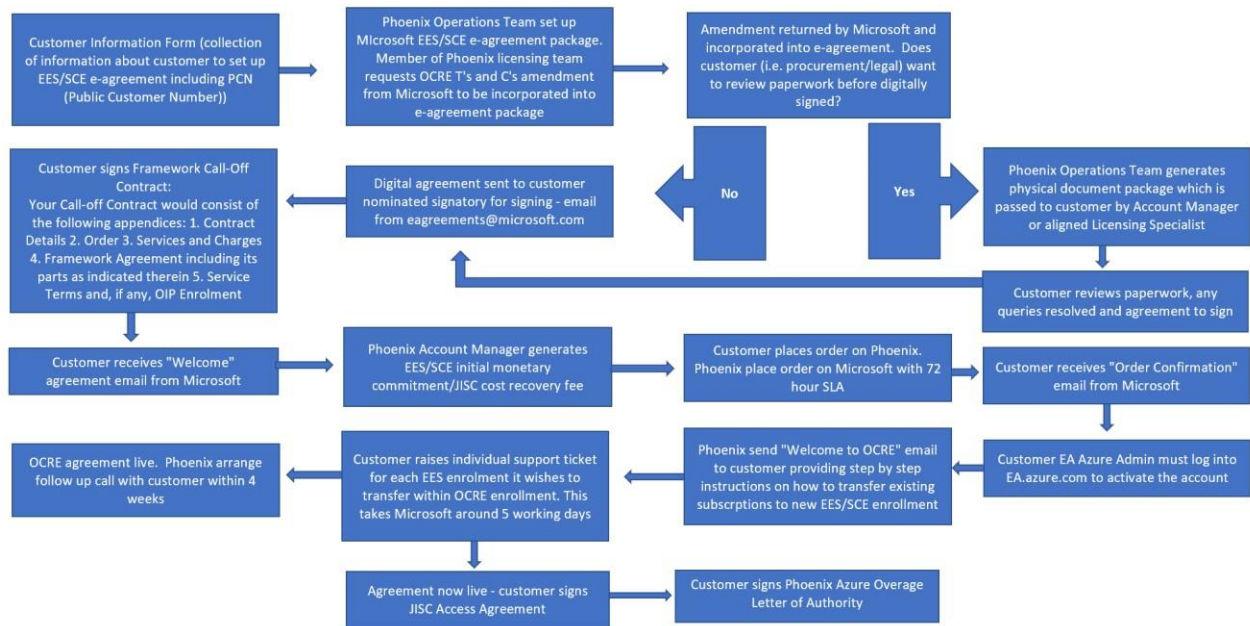 Customer Information Form (collection
of information about customer to set up
EES/SCE e-agreement including PCN
(Public Customer Number))
Phoenix Operations Team set up
MIcrosoft EES/SCE e-agreement package.
Member of Phoenix licensing team
requests OCRE T's and C's amendment
from Microsoft to be incorporated into
e-agreement package
Amendment returned by Microsoft and
incorporated into e-agreement. Does
customer (i.e. procurement/legal) want
to review paperwork before digitally
signed?
No
Yes
Phoenix Operations Team generates
physical document package which is
passed to customer by Account Manager
or aligned Licensing Specialist
Customer reviews paperwork, any
queries resolved and agreement to sign
Digital agreement sent to customer
nominated signatory for signing - email
from eagreements@microsoft.com
Customer signs Framework Call-Off
Contract:
Your Call-off Contract would consist of
the following appendices: 1. Contract
Details 2. Order 3. Services and Charges
4. Framework Agreement including its
parts as indicated therein 5. Service
Terms and, if any, OIP Enrolment
Customer receives "Welcome"
agreement email from Microsoft
Phoenix Account Manager generates
EES/SCE initial monetary
commitment/JISC cost recovery fee
Customer places order on Phoenix.
Phoenix place order on Microsoft with 72
hour SLA
Customer receives "Order Confirmation"
email from Microsoft
Customer EA Azure Admin must log into
EA.azure.com to activate the account
Phoenix send "Welcome to OCRE" email
to customer providing step by step
instructions on how to transfer existing
subscrptions to new EES/SCE enrollment
Customer raises individual support ticket
for each EES enrolment it wishes to
transfer within OCRE enrollment. This
takes Microsoft around 5 working days
OCRE agreement live. Phoenix arrange
follow up call with customer within 4
weeks
Agreement now live - customer signs
JISC Access Agreement
Customer signs Phoenix Azure Overage
Letter of Authority